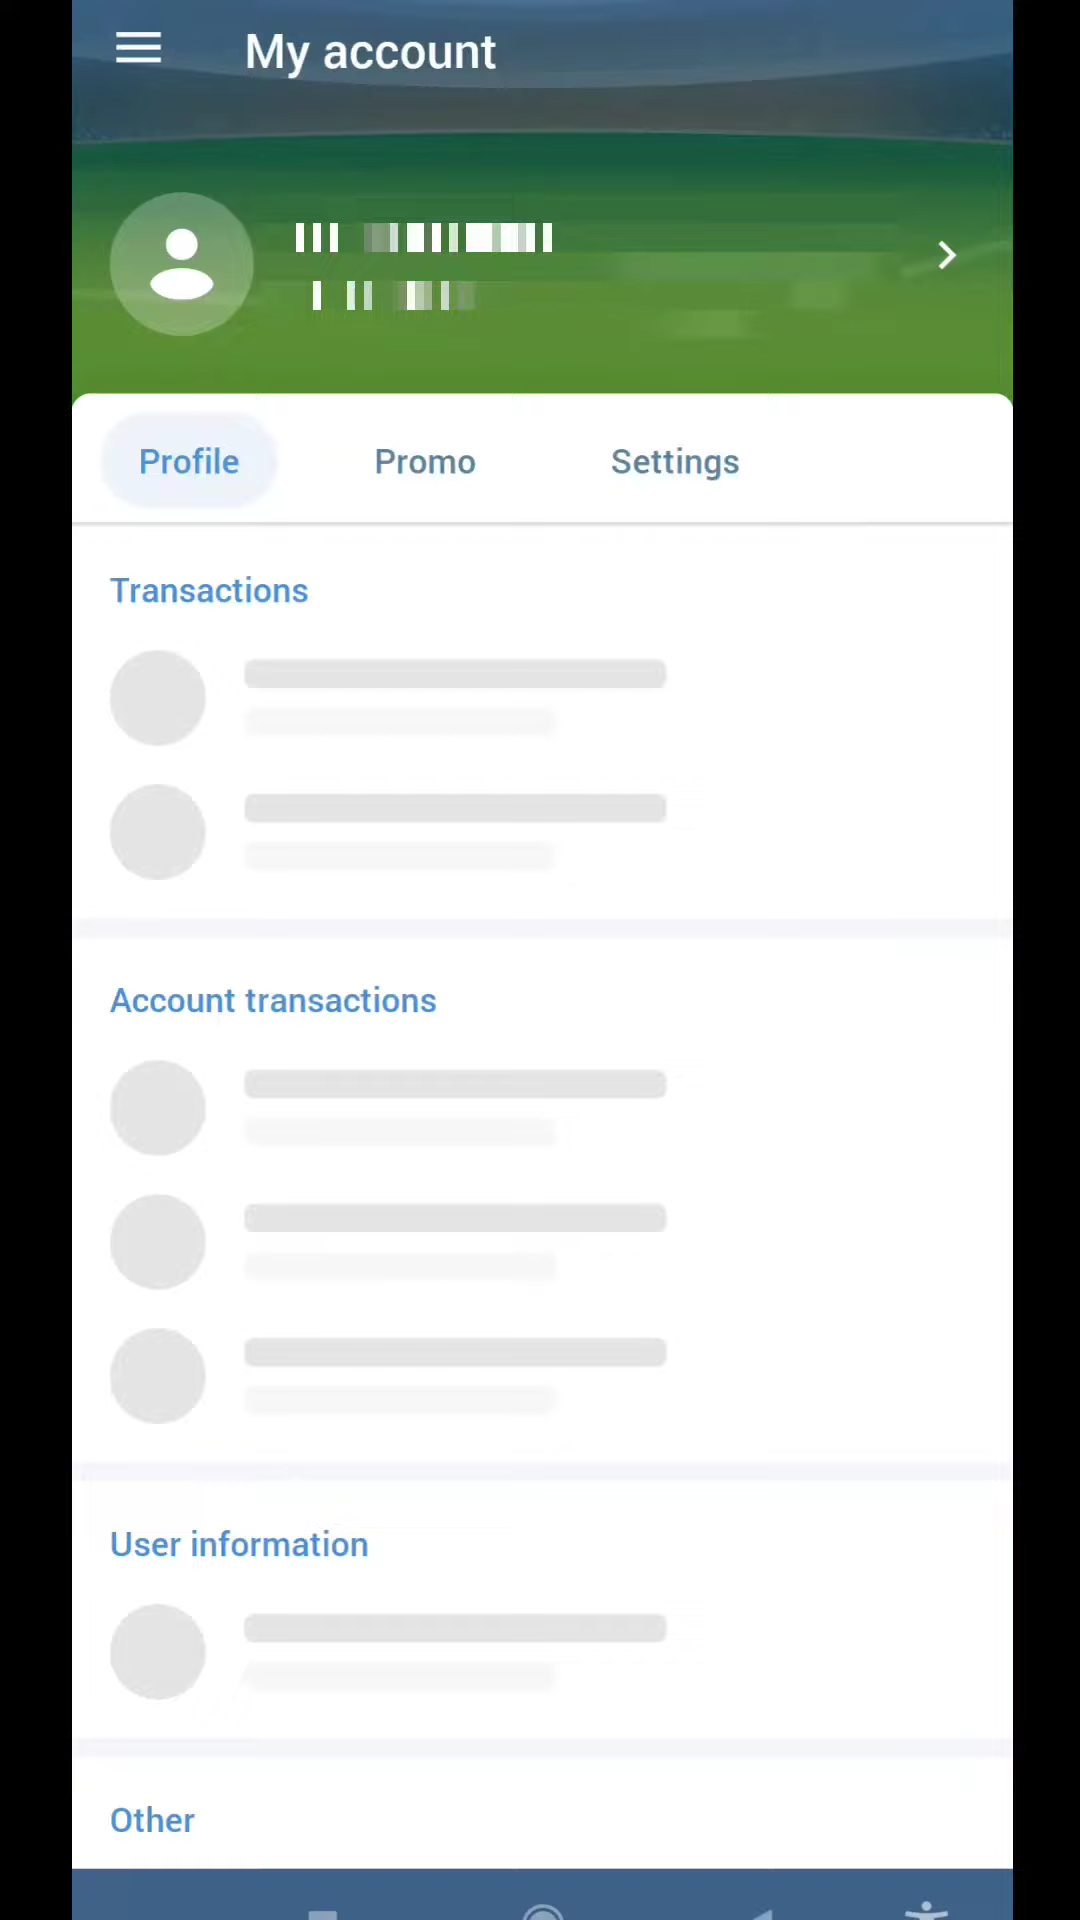 My account
Profile Promo Settings
Transactions
Account transactions
User information
Other